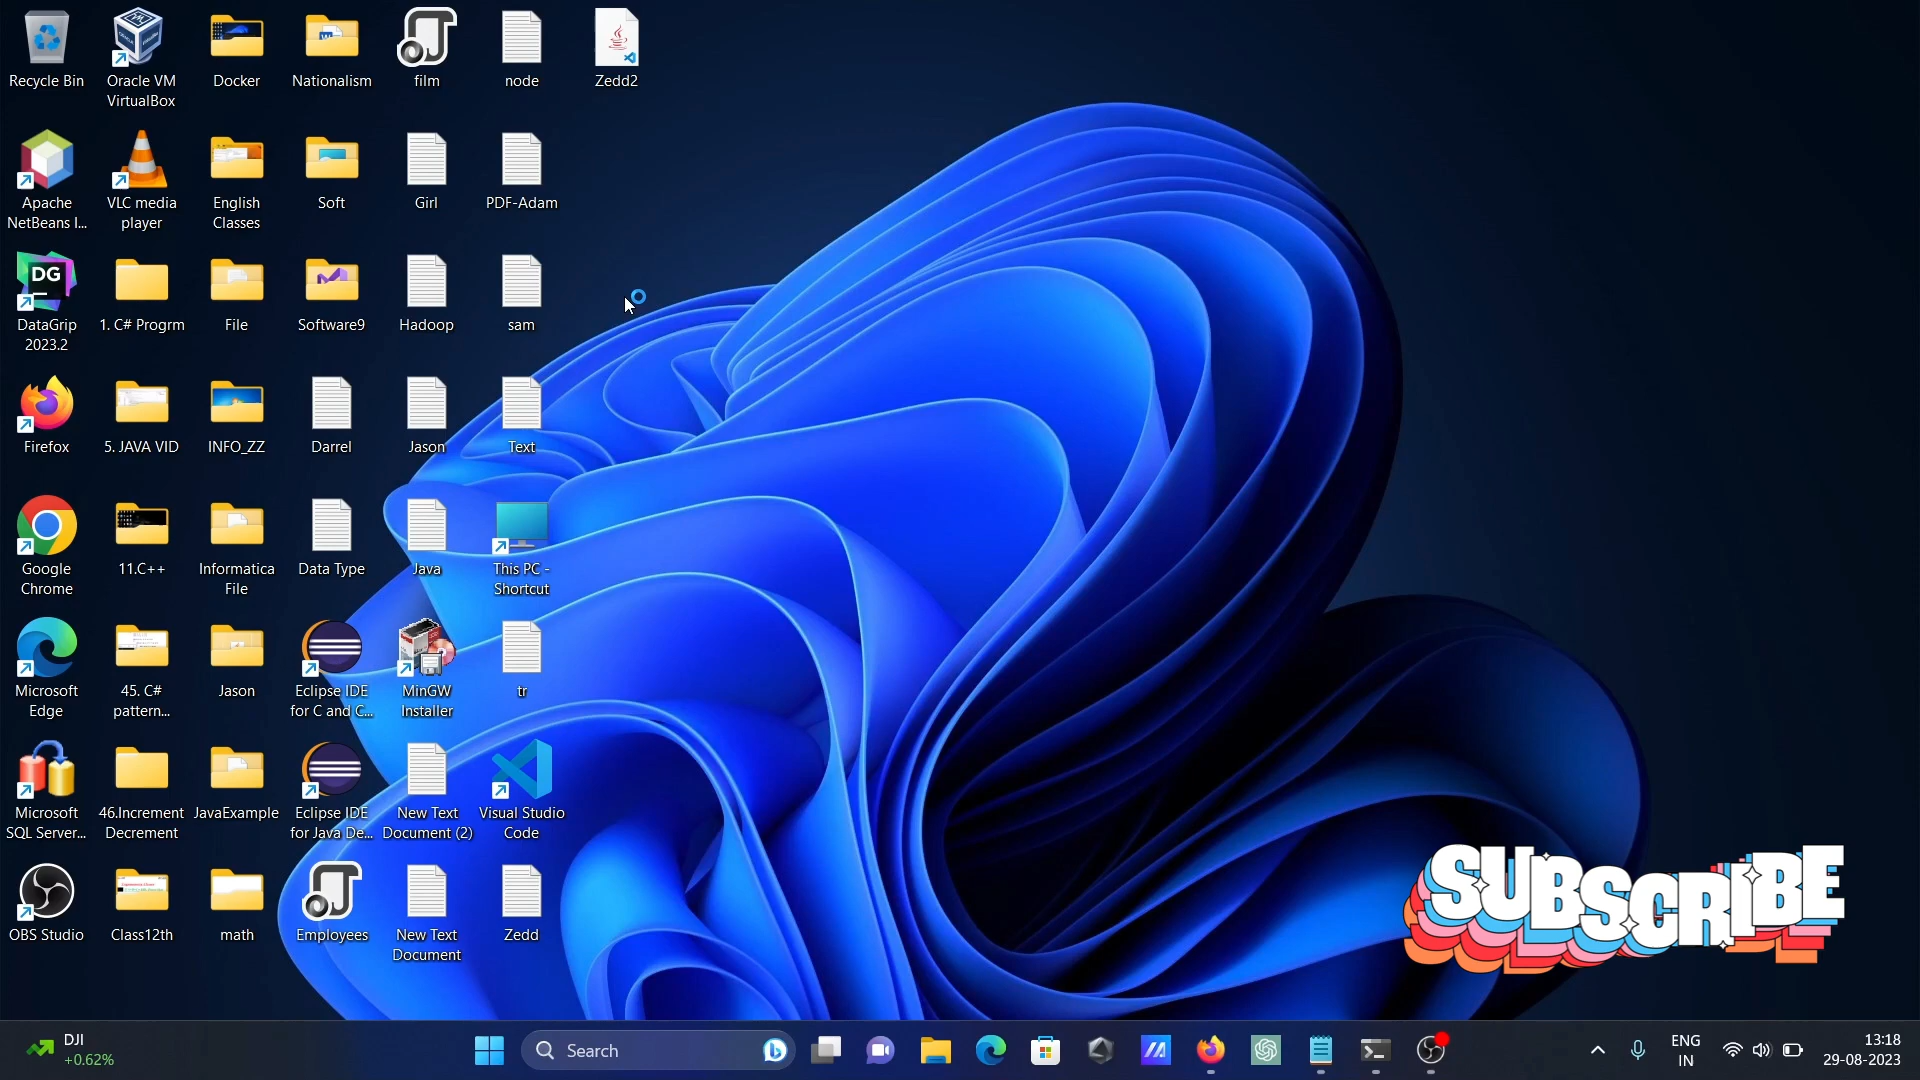 Recycle Bin
Oracle VM
VirtualBox
Docker
Nationalism
film
node
Zedd2
Apache
NetBeans I...
VLC media
player
English
Classes
Soft
Girl
PDF-Adam
DG
DataGrip
2023.2
1. C# Progrm
File
Software9
Hadoop
sam
Firefox
5. JAVA VID
INFO_ZZ
Darrel
Jason
Text
Google
Chrome
11.C++
Informatica
File
Data Type
Java
This PC -
Shortcut
Microsoft
Edge
45. C#
pattern...
Jason
Eclipse IDE
for C and C...
MinGW
Installer
tr
Microsoft
SQL Server...
46.Increment
Decrement
JavaExample
Eclipse IDE
for Java De...
New Text
Document (2)
Visual Studio
Code
OBS Studio
Class12th
math
Employees
New Text
Document
Zedd
SUBSCRIBE
DJI
+0.62%
Search
ENG
IN
13:18
29-08-2023